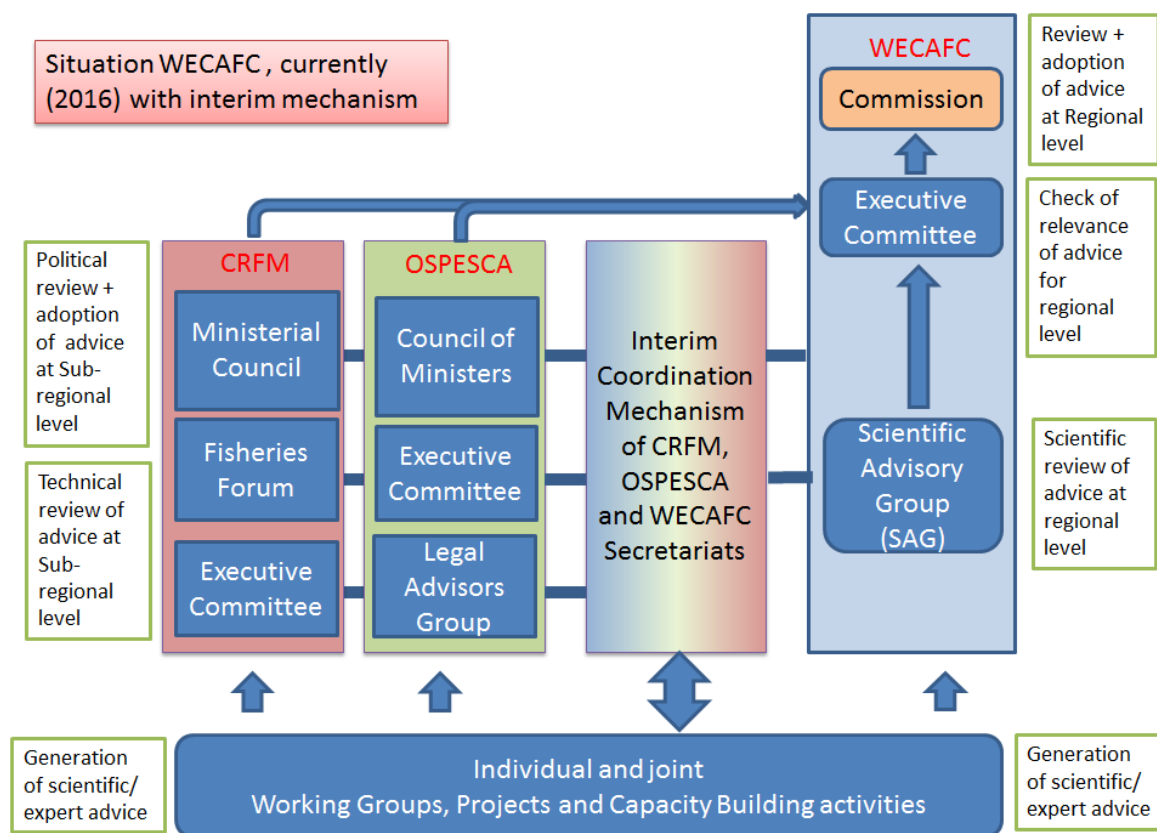 Situation WECAFC , currently
(2016) with interim mechanism
WECAFC
Commission
Review +
adoption
of advice
at Regional
level
Executive
Committee
Check of
relevance
of advice
for
regional
level
Political
review +
adoption
of advice
at Sub-
regional
level
CRFM
Ministerial
Council
OSPESCA
Council of
Ministers
Interim
Coordination
Mechanism
of CRFM,
OSPESCA
and WECAFC
Secretariats
Fisheries
Forum
Executive
Committee
Scientific
Advisory
Group
(SAG)
Scientific
review of
advice at
regional
level
Technical
review of
advice at
Sub-
regional
level
Executive
Committee
Legal
Advisors
Group
Generation
of scientific/
expert advice
Individual and joint
Working Groups, Projects and Capacity Building activities
Generation
of scientific/
expert advice